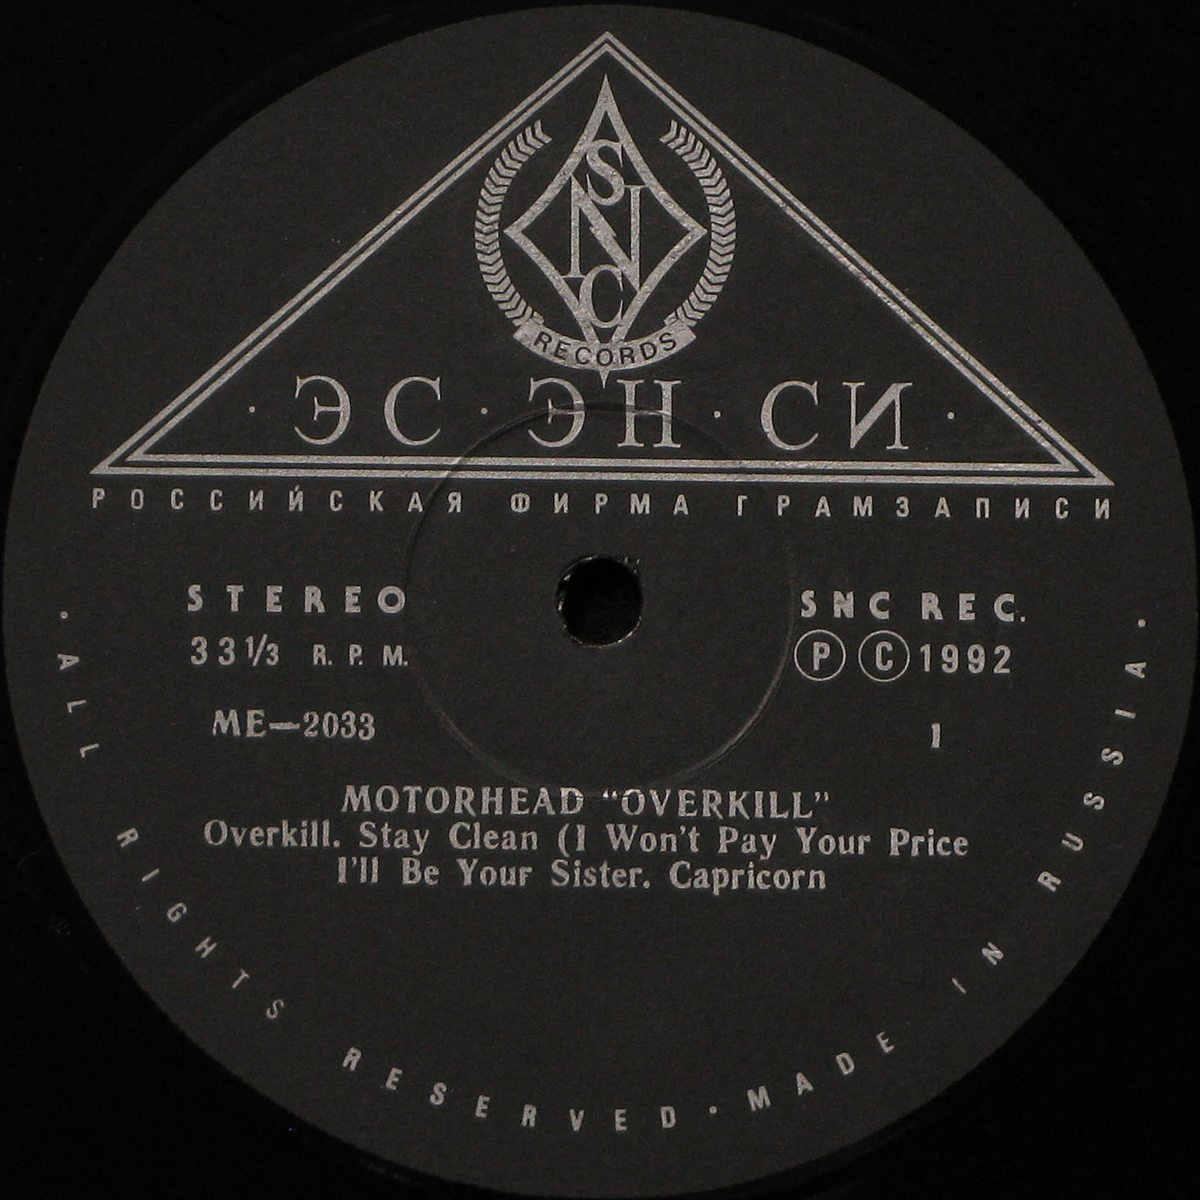 SNC
RECORDS
· ЭС · ЭН · СИ ·
РОССИЙСКАЯ ФИРМА ГРАМЗАПИСИ
STEREO
33 1/3 R. P. M.
ME—2033
SNC REC.
Ⓟ Ⓒ 1992
1
MOTORHEAD “OVERKILL”
Overkill. Stay Clean (I Won't Pay Your Price
I'll Be Your Sister. Capricorn
· ALL RIGHTS RESERVED · MADE IN RUSSIA ·